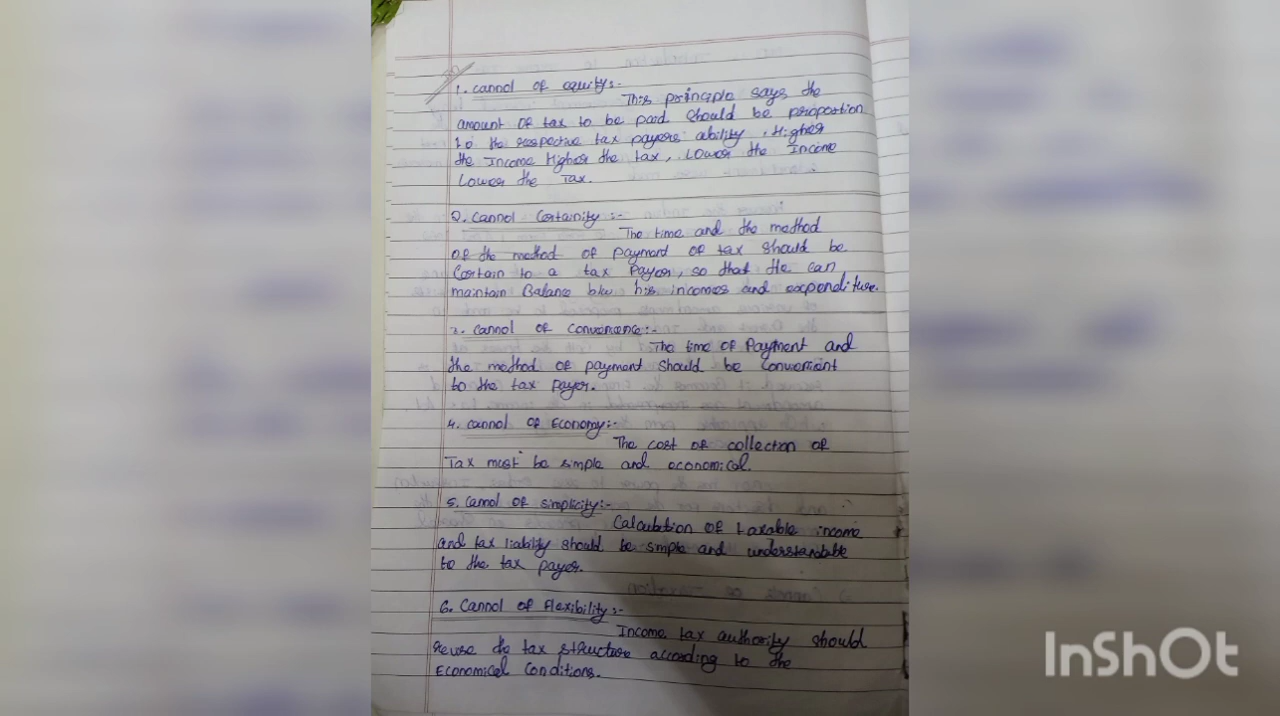 1. Cannol OF equity:-
This principle says the
amount OF tax to be paid should be proportion
to the respective tax payers ability. Higher
the Income Higher the tax, Lower the Income
Lower the Tax.
2. Cannol Certainity :-
The time and the method
OF the method OF payment OF tax should be
Certain to a tax Payer, so that He can
maintain Balance b/w his incomes and expenditure.
3. Cannol OF Convenience:-
The time OF Payment and
the method OF payment should be Convenient
to the tax payer.
4. Cannol OF Economy:-
The cost OF collection OF
Tax must be simple and economical.
5. Cannol OF simplicity:-
Calculation OF taxable income
and tax liability should be simple and understandable
to the tax payer.
6. Cannol OF Flexibility:-
Income tax authority should
revise the tax structure according to the
Economical Conditions.
InShOt